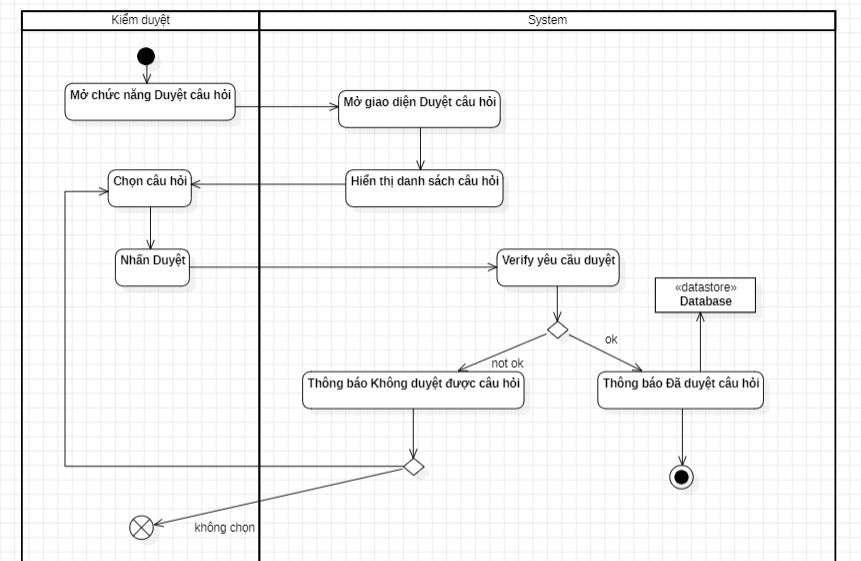 Kiểm duyệt
System
Mở chức năng Duyệt câu hỏi
Mở giao diện Duyệt câu hỏi
Chọn câu hỏi
Hiển thị danh sách câu hỏi
Nhấn Duyệt
Verify yêu cầu duyệt
«datastore»
Database
ok
not ok
Thông báo Không duyệt được câu hỏi
Thông báo Đã duyệt câu hỏi
không chọn